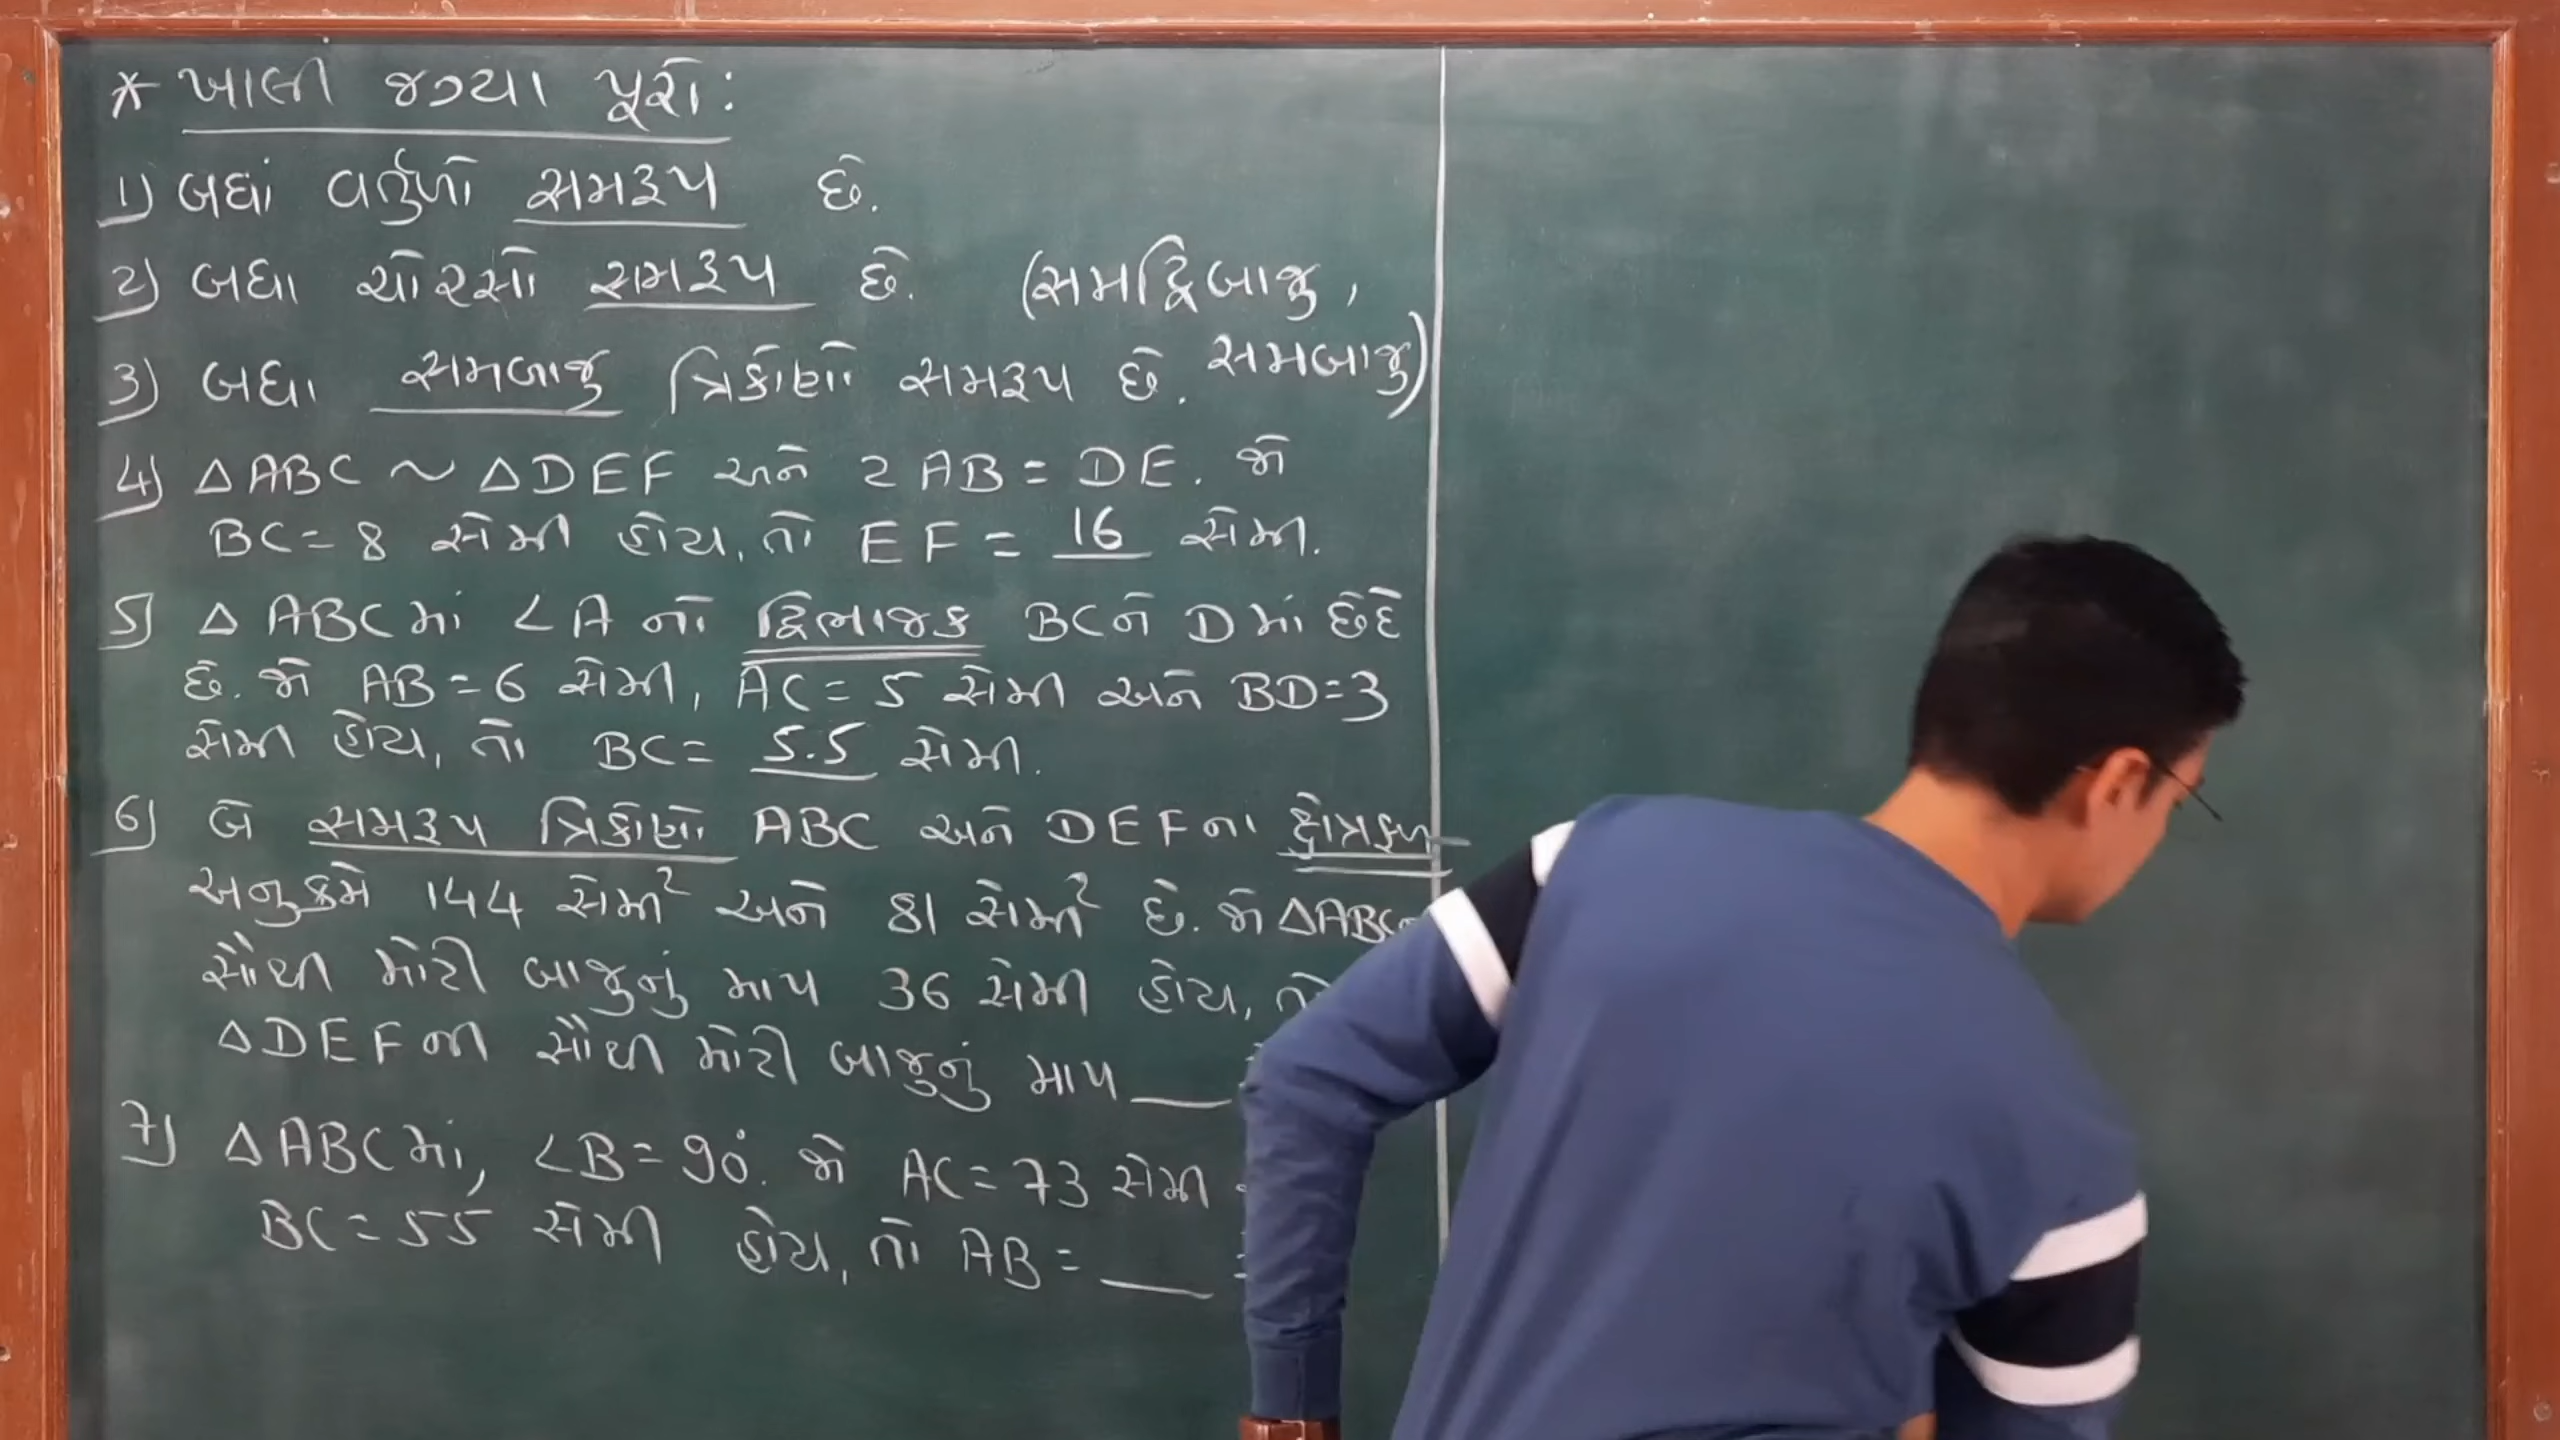 * ખાલી જગ્યા પૂરો:
1) બધાં વર્તુળો સમરૂપ છે.
2) બધા ચોરસો સમરૂપ છે. (સમદ્વિબાજુ,
3) બધા સમબાજુ ત્રિકોણો સમરૂપ છે. સમબાજુ)
4) △ABC ~ △DEF અને 2AB = DE. જો
BC = 8 સેમી હોય, તો EF = 16 સેમી.
5) △ABC માં ∠A નો દ્વિભાજક BC ને D માં છેદે
છે. જો AB = 6 સેમી, AC = 5 સેમી અને BD = 3
સેમી હોય, તો BC = 5.5 સેમી.
6) બે સમરૂપ ત્રિકોણો ABC અને DEF ના ક્ષેત્રફળ
અનુક્રમે 144 સેમી² અને 81 સેમી² છે. જો △ABC
સૌથી મોટી બાજુનું માપ 36 સેમી હોય,
△DEF ની સૌથી મોટી બાજુનું માપ ___
7) △ABC માં, ∠B = 90°. જો AC = 73 સેમી
BC = 55 સેમી હોય, તો AB = ___